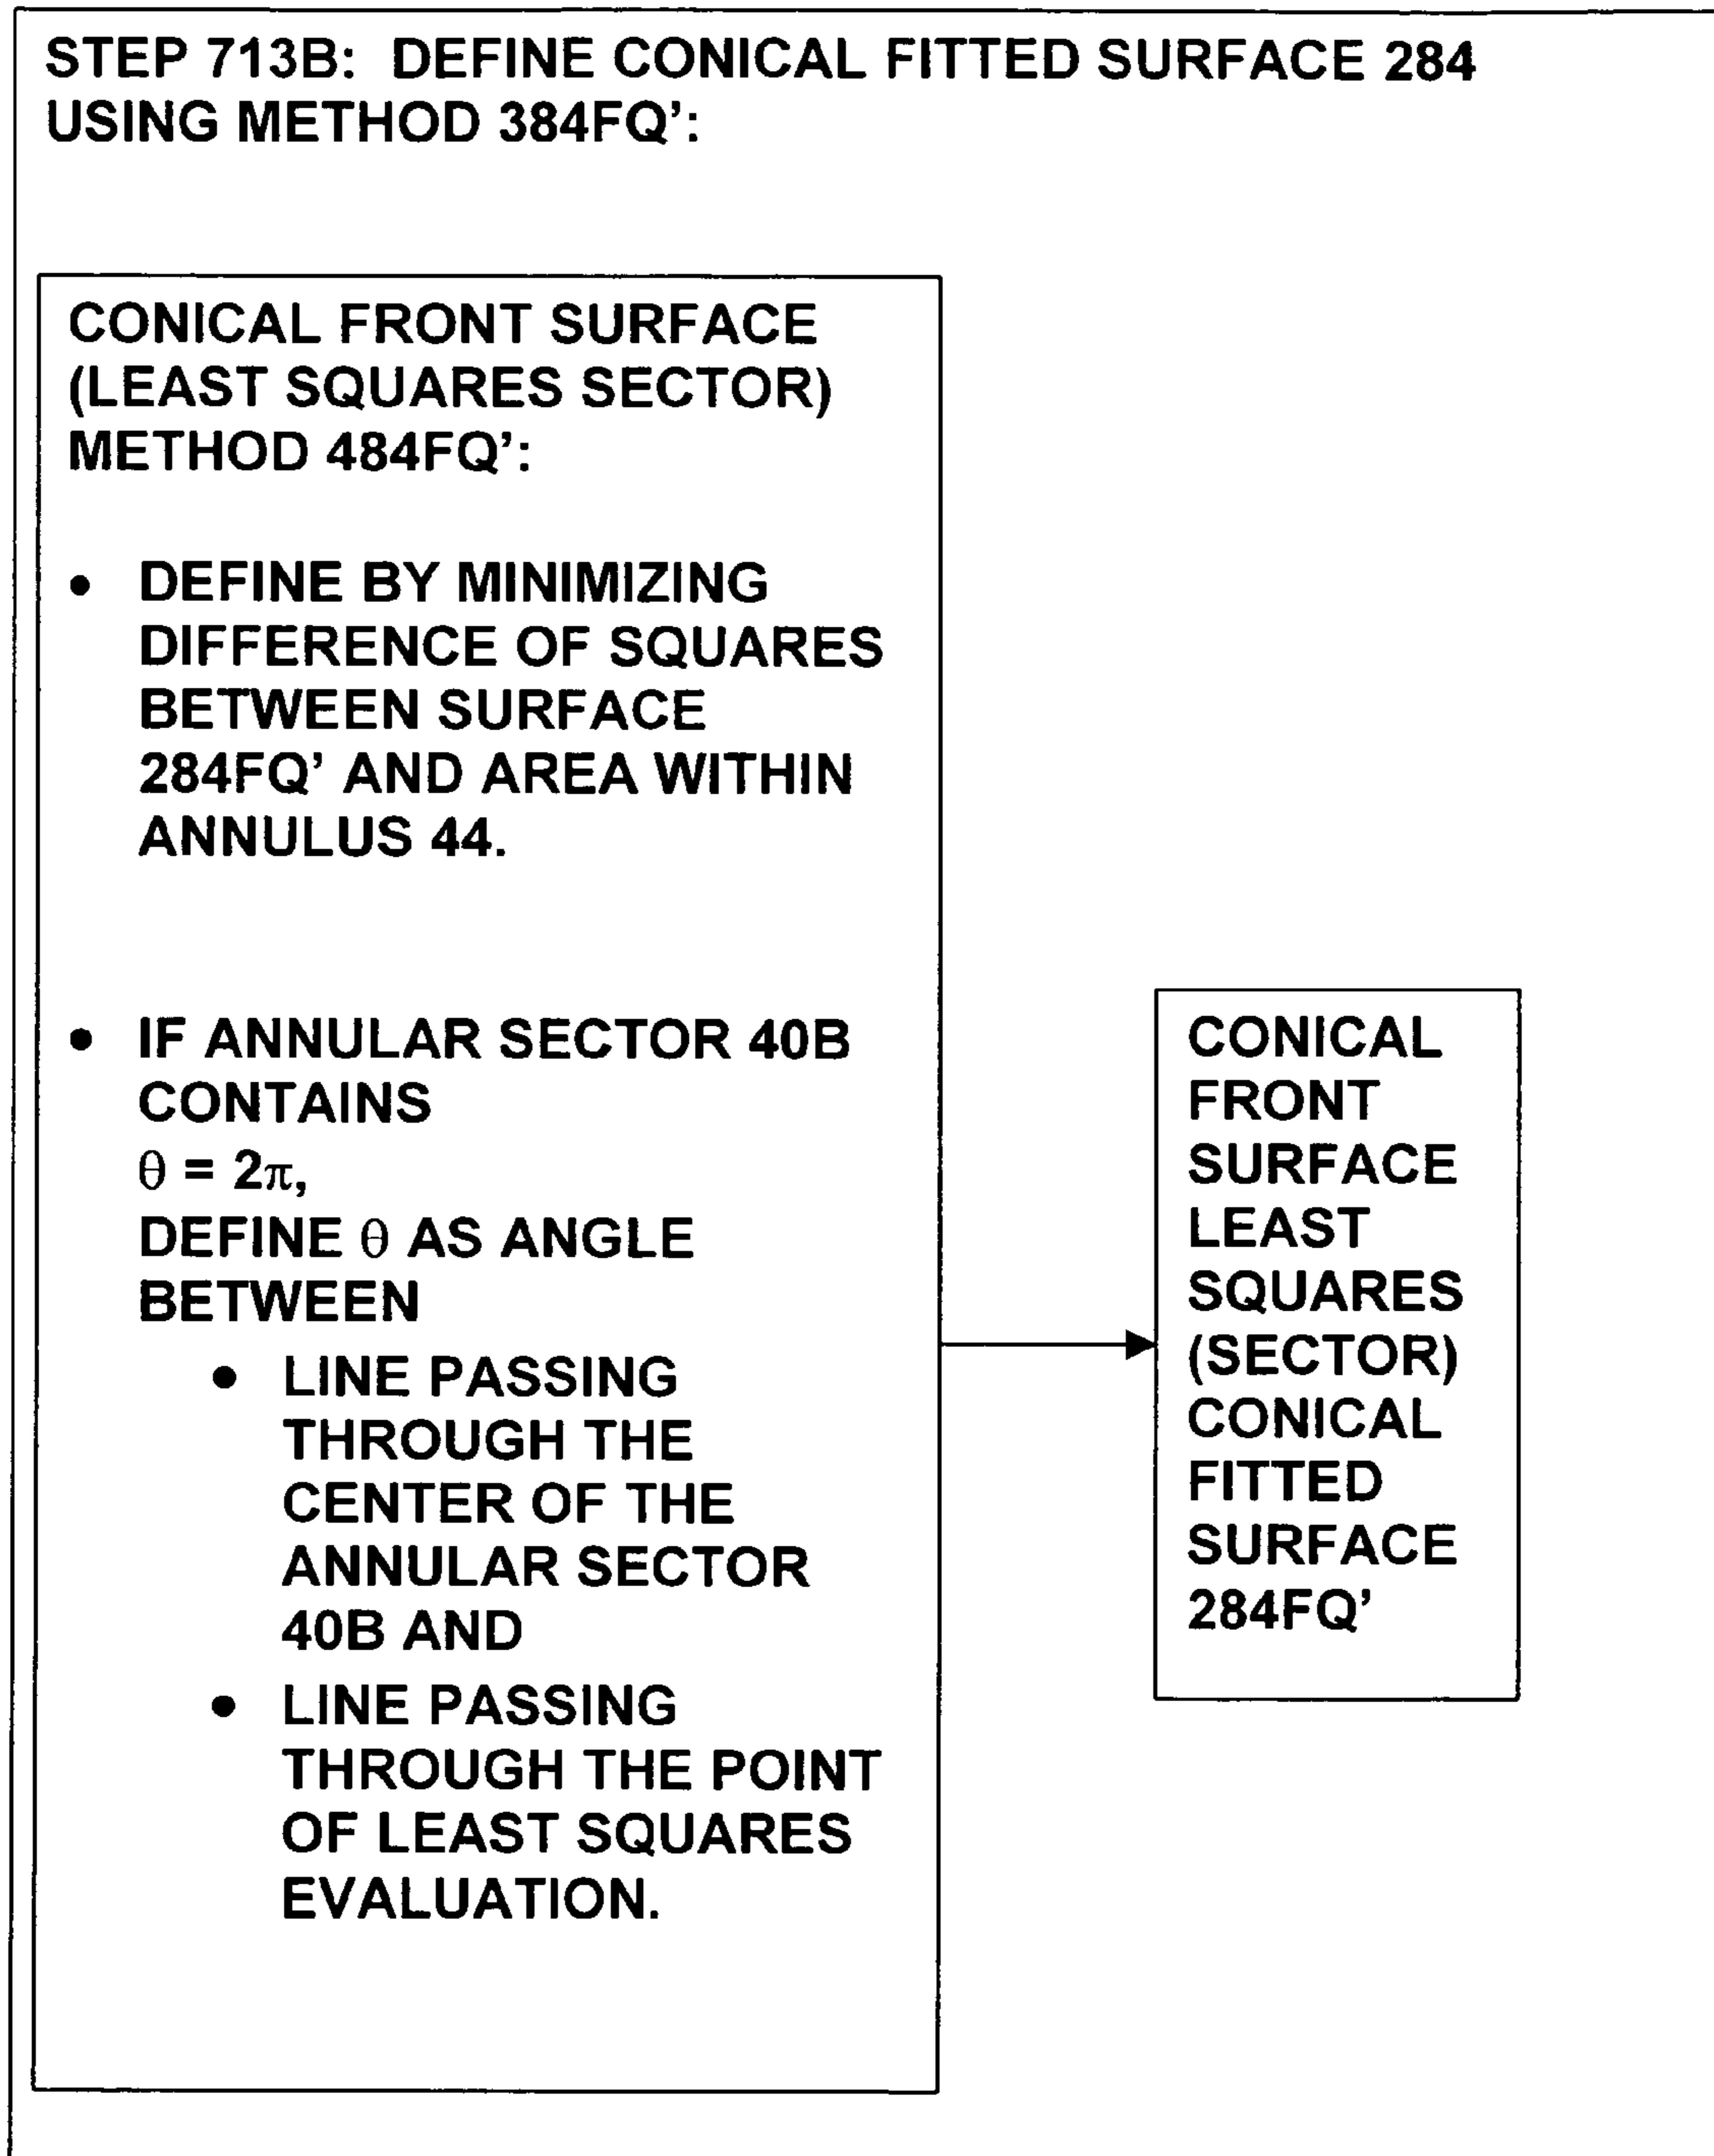 STEP 713B: DEFINE CONICAL FITTED SURFACE 284
USING METHOD 384FQ’:
CONICAL FRONT SURFACE
(LEAST SQUARES SECTOR)
METHOD 484FQ’:
• DEFINE BY MINIMIZING
DIFFERENCE OF SQUARES
BETWEEN SURFACE
284FQ’ AND AREA WITHIN
ANNULUS 44.
• IF ANNULAR SECTOR 40B
CONTAINS
θ = 2π,
DEFINE θ AS ANGLE
BETWEEN
• LINE PASSING
THROUGH THE
CENTER OF THE
ANNULAR SECTOR
40B AND
• LINE PASSING
THROUGH THE POINT
OF LEAST SQUARES
EVALUATION.
CONICAL
FRONT
SURFACE
LEAST
SQUARES
(SECTOR)
CONICAL
FITTED
SURFACE
284FQ’